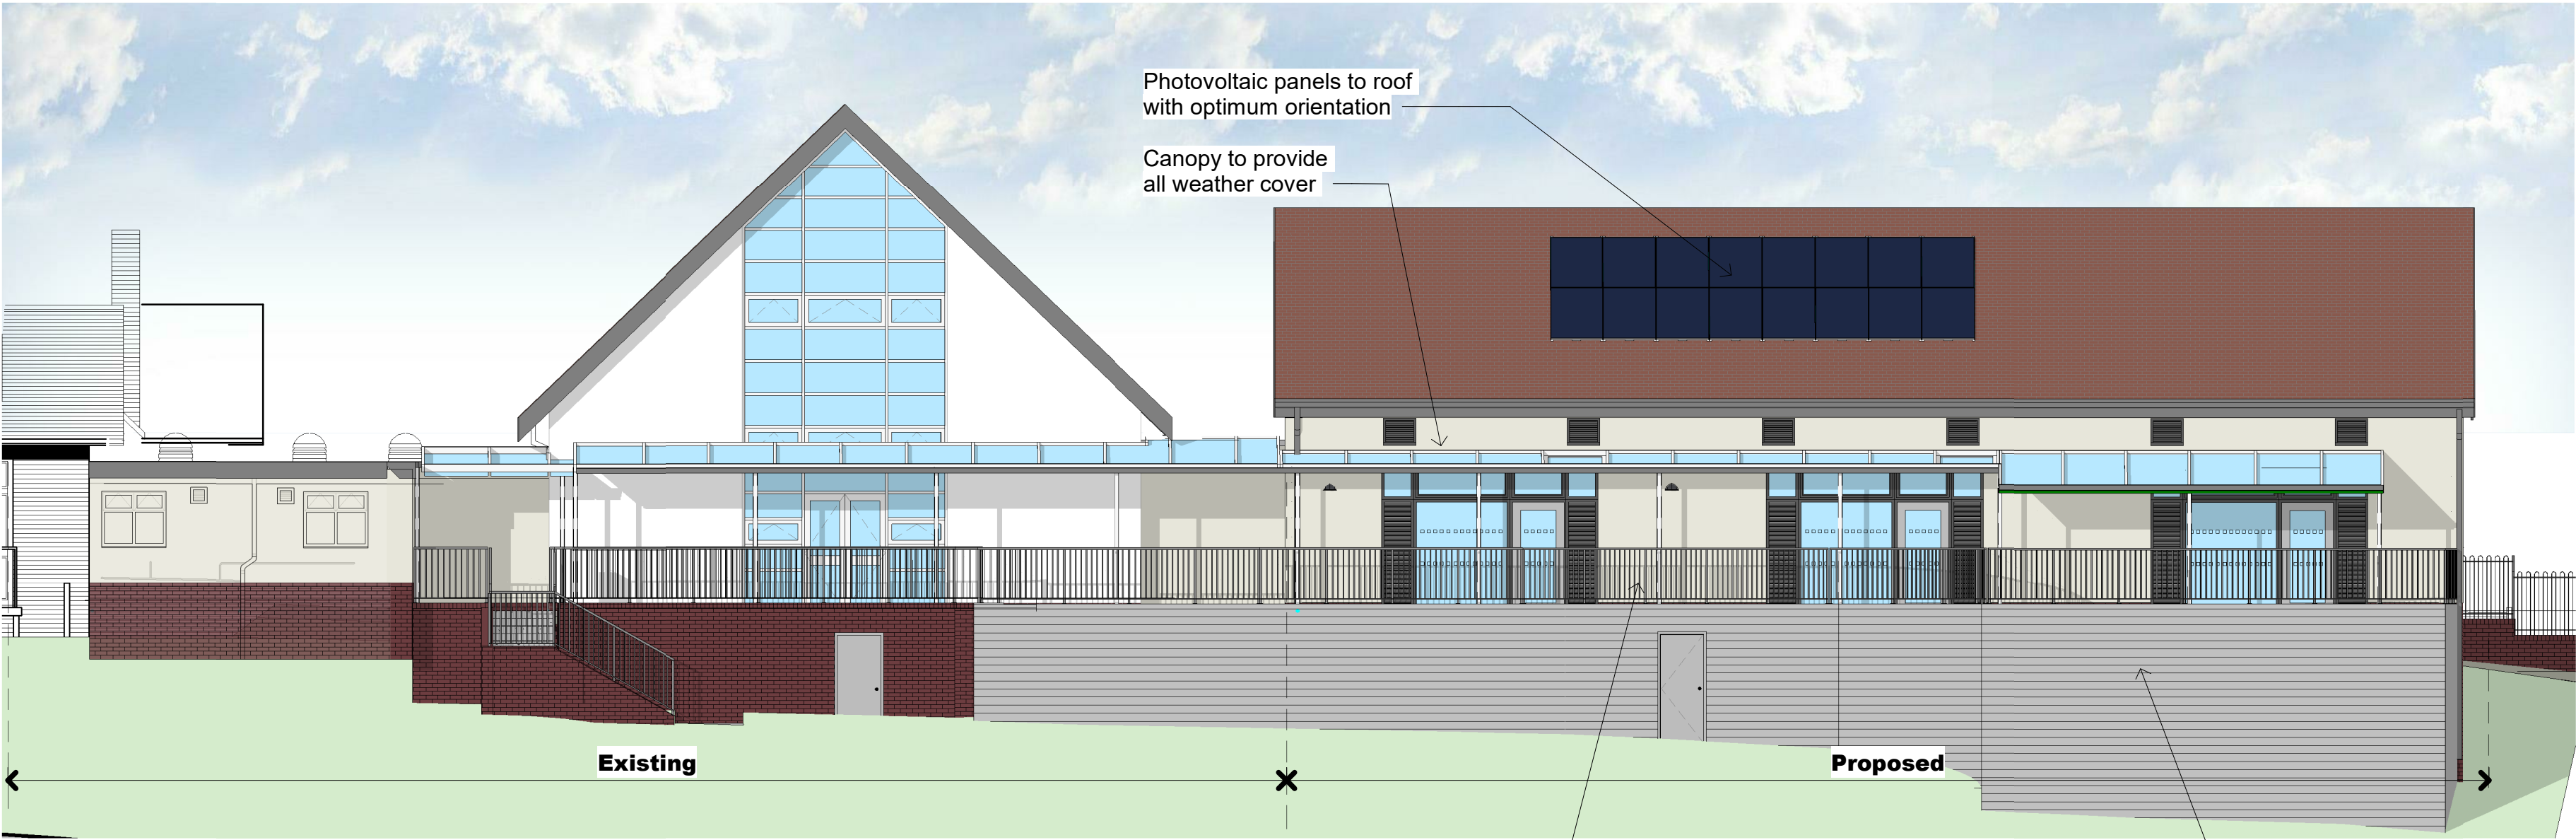 Photovoltaic panels to roof
with optimum orientation
Canopy to provide
all weather cover
Existing
Proposed